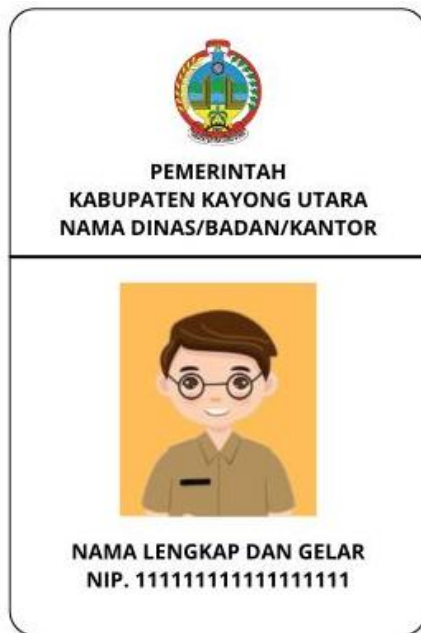 PEMERINTAH
KABUPATEN KAYONG UTARA
NAMA DINAS/BADAN/KANTOR
NAMA LENGKAP DAN GELAR
NIP. 111111111111111111